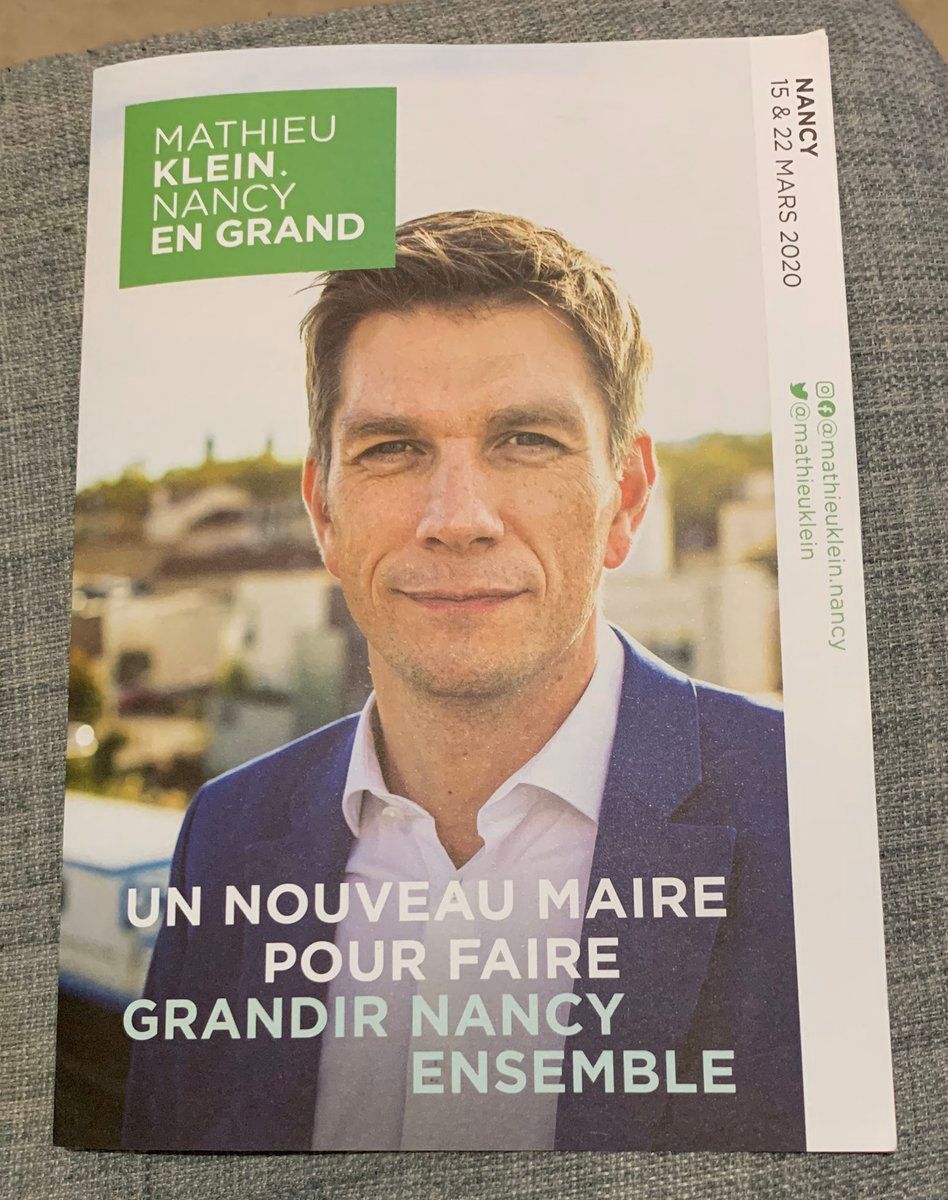 MATHIEU
KLEIN.
NANCY
EN GRAND
NANCY
15 & 22 MARS 2020
@mathieuklein.nancy
@mathieuklein
UN NOUVEAU MAIRE
POUR FAIRE
GRANDIR NANCY
ENSEMBLE